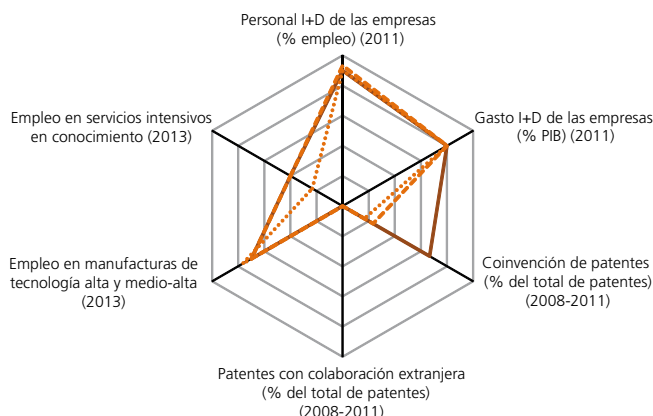 Personal I+D de las empresas
(% empleo) (2011)
Empleo en servicios intensivos
en conocimiento (2013)
Gasto I+D de las empresas
(% PIB) (2011)
Empleo en manufacturas de
tecnología alta y medio-alta
(2013)
Coinvención de patentes
(% del total de patentes)
(2008-2011)
Patentes con colaboración extranjera
(% del total de patentes)
(2008-2011)